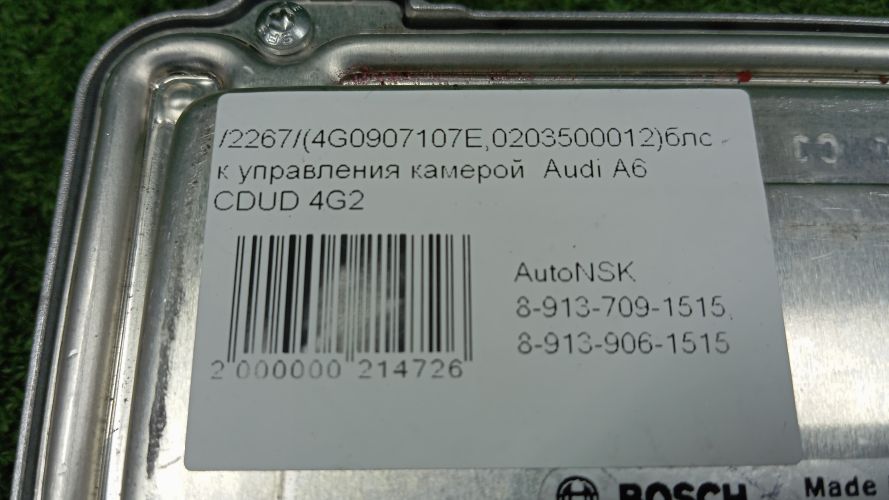 /2267/(4G0907107E,0203500012)блс
к управления камерой Audi A6
CDUD 4G2
AutoNSK
8-913-709-1515
8-913-906-1515
2 000000 214726
BOSCH Made